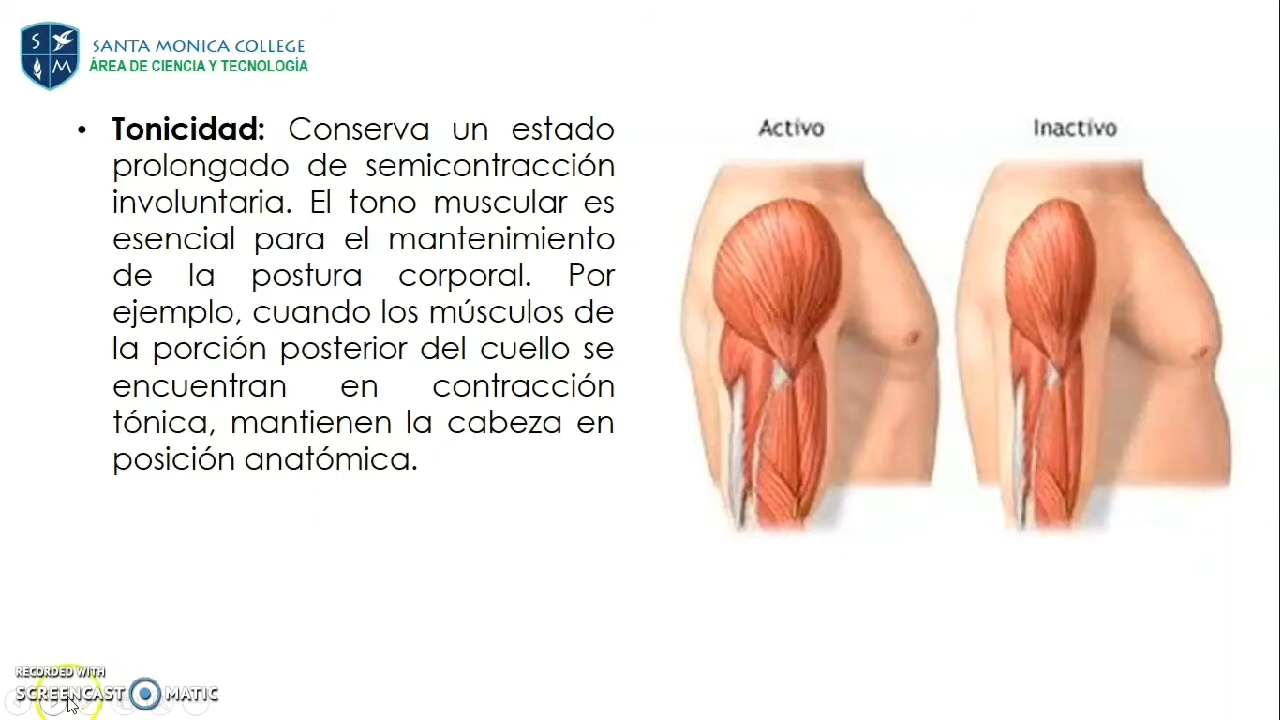 S
M
SANTA MONICA COLLEGE
ÁREA DE CIENCIA Y TECNOLOGÍA
• Tonicidad: Conserva un estado
prolongado de semicontracción
involuntaria. El tono muscular es
esencial para el mantenimiento
de la postura corporal. Por
ejemplo, cuando los músculos de
la porción posterior del cuello se
encuentran en contracción
tónica, mantienen la cabeza en
posición anatómica.
Activo
Inactivo
RECORDED WITH
SCREENCAST MATIC